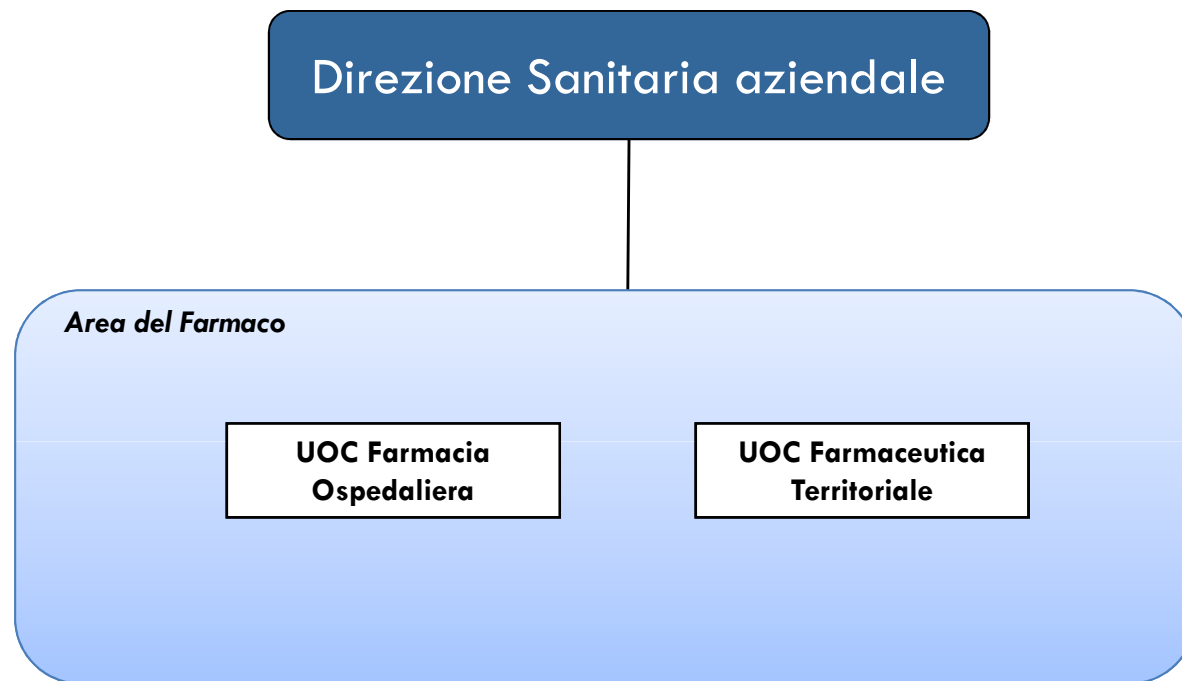 Direzione Sanitaria aziendale
Area del Farmaco
UOC Farmacia
Ospedaliera
UOC Farmaceutica
Territoriale